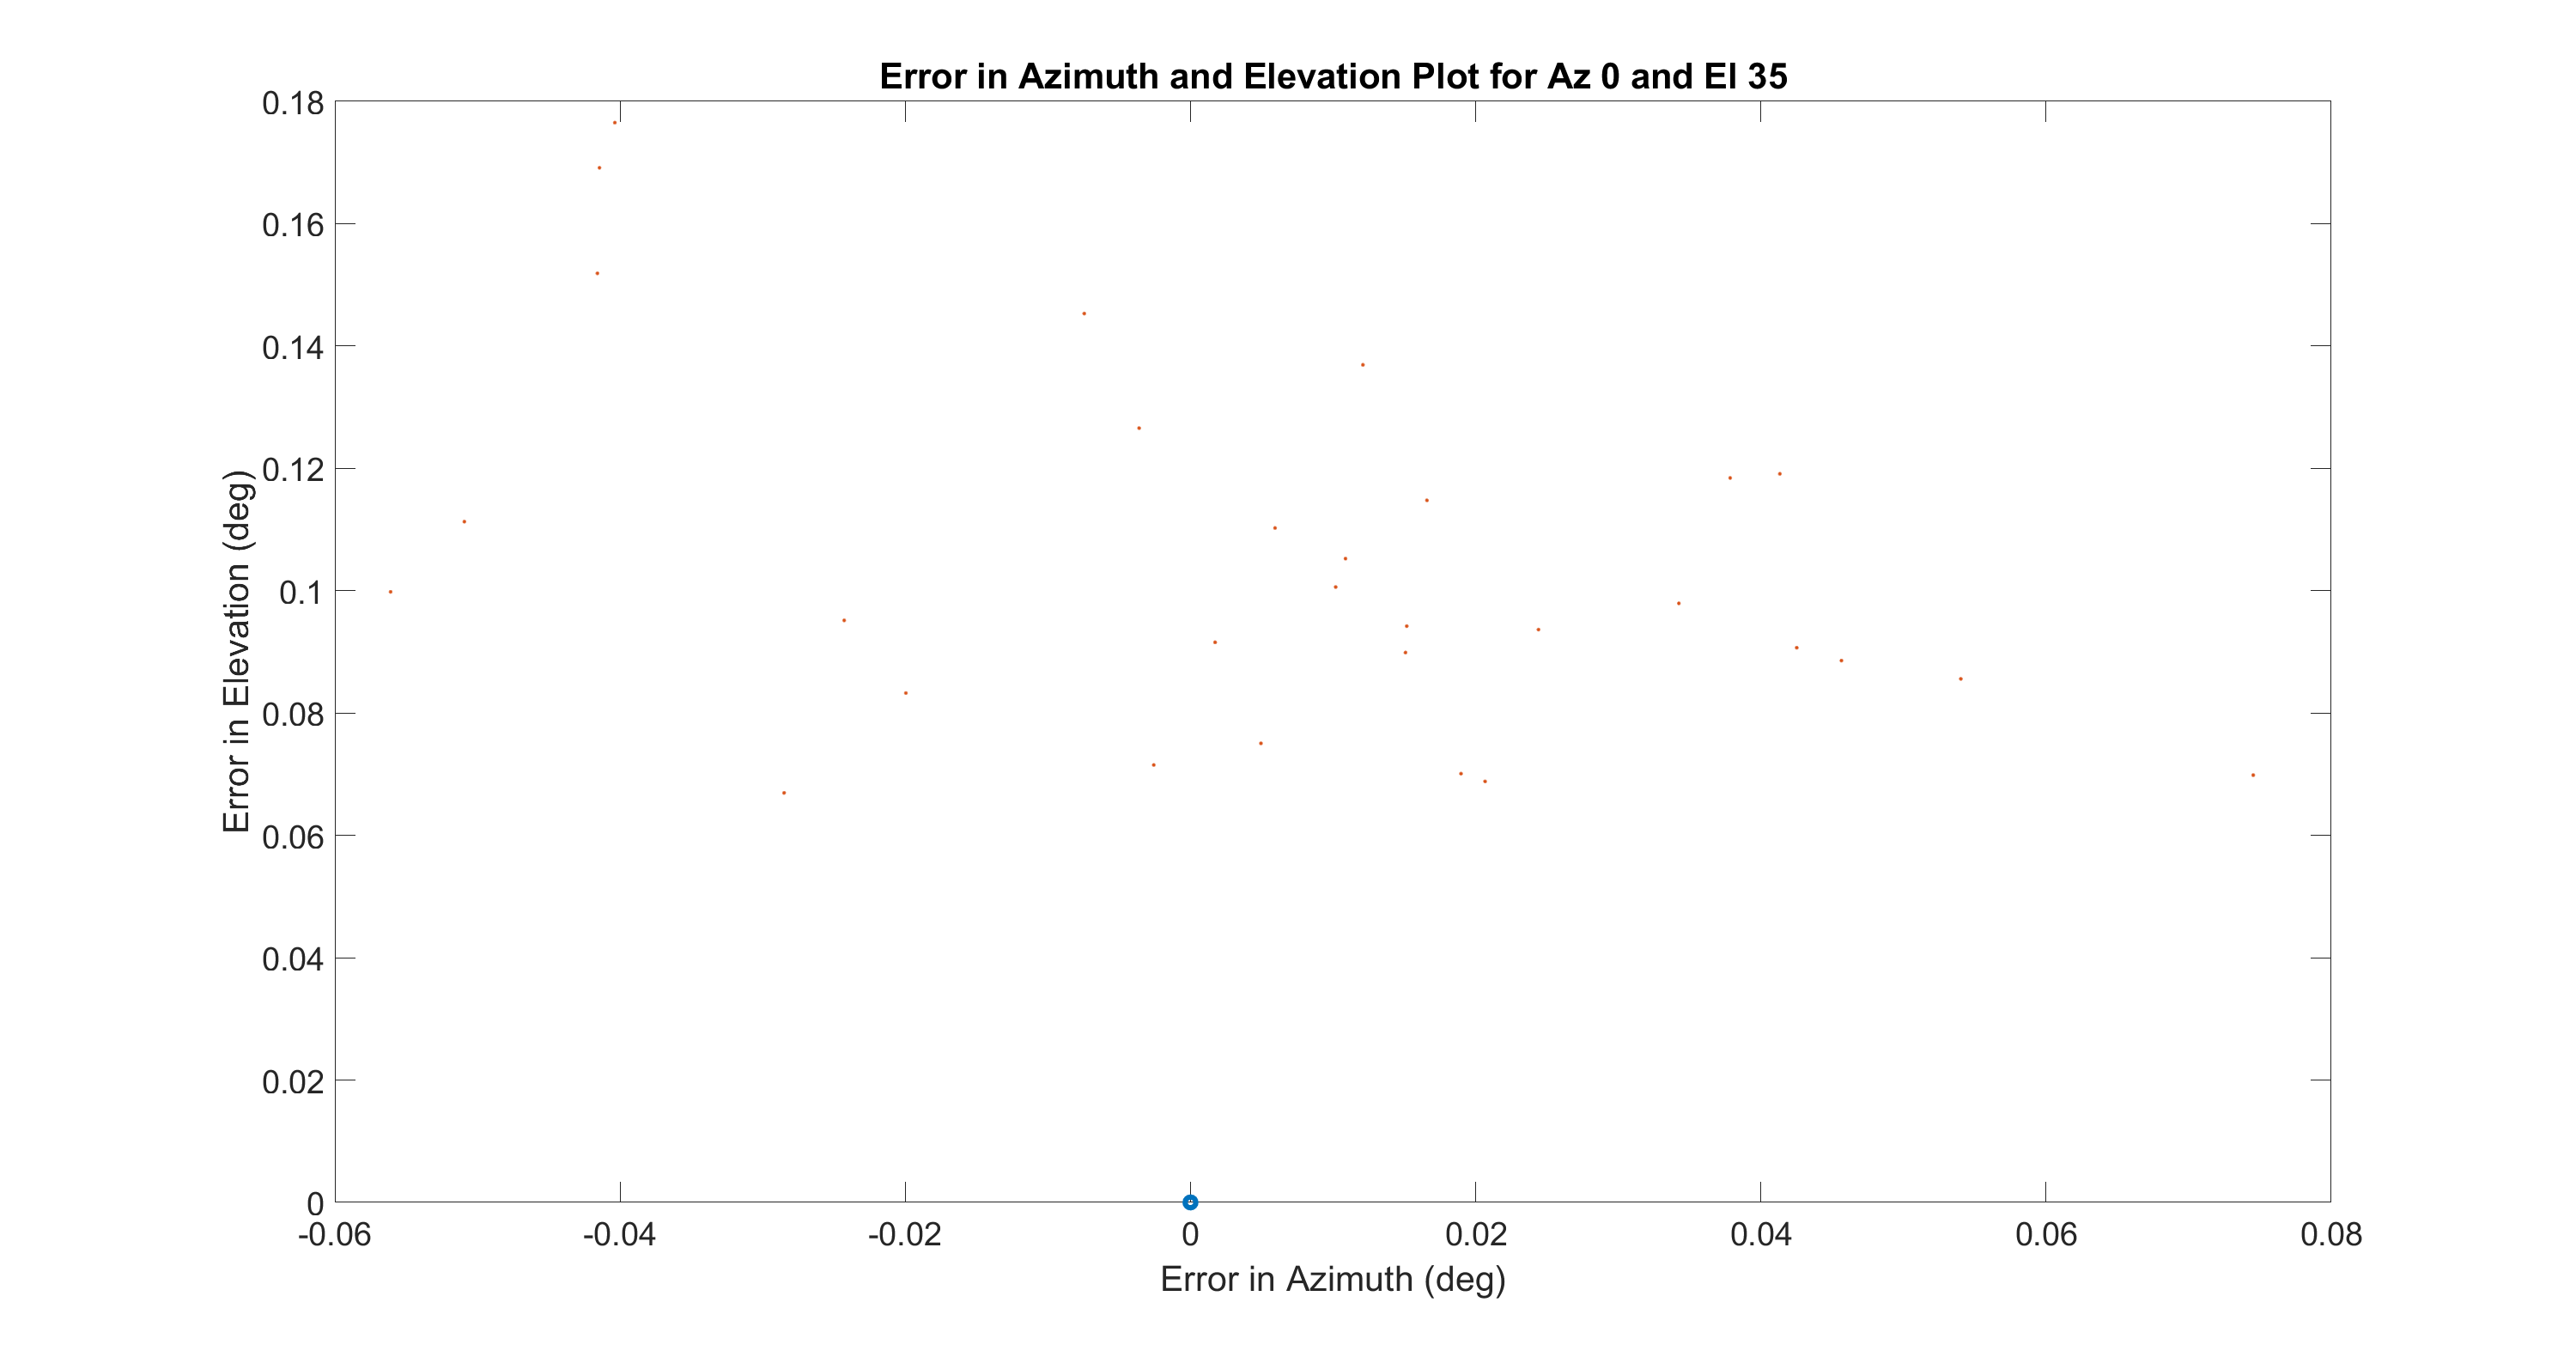 Error in Azimuth and Elevation Plot for Az 0 and El 35
0.18
0.16
0.14
0.12
0.1
0.08
0.06
0.04
0.02
0
Error in Elevation (deg)
-0.06 -0.04 -0.02 0 0.02 0.04 0.06 0.08
Error in Azimuth (deg)